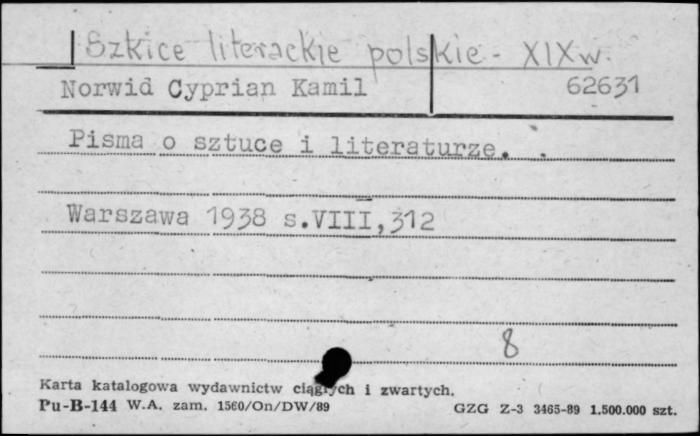 Szkice literackie polskie - XIX w.
Norwid Cyprian Kamil 62631
Pisma o sztuce i literaturze.
Warszawa 1938 s.VIII,312
8
Karta katalogowa wydawnictw ciągłych i zwartych.
Pu-B-144 W.A. zam. 1560/On/DW/89 GZG Z-3 3465-89 1.500.000 szt.